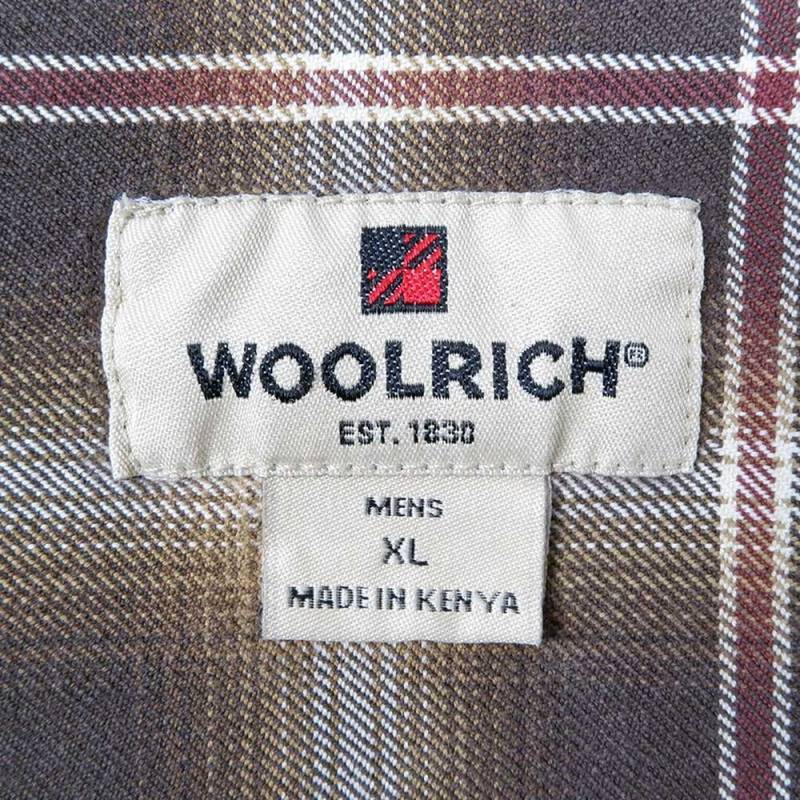 WOOLRICH®
EST. 1830
MENS
XL
MADE IN KENYA